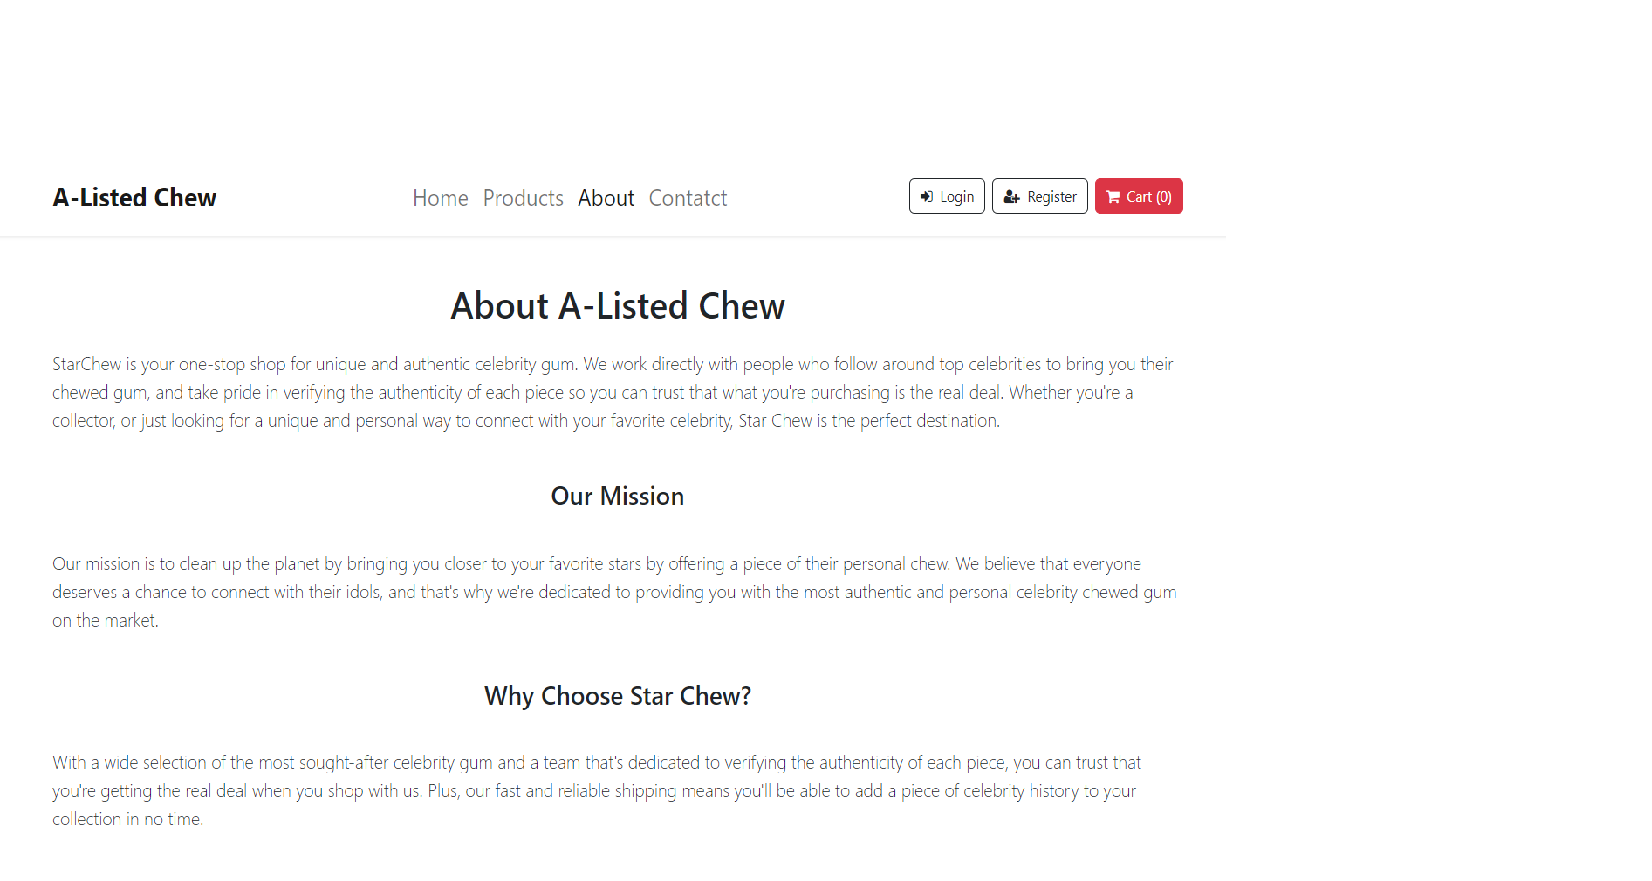 A-Listed Chew
Home Products About Contatct
Login Register Cart (0)
About A-Listed Chew
StarChew is your one-stop shop for unique and authentic celebrity gum. We work directly with people who follow around top celebrities to bring you their
chewed gum, and take pride in verifying the authenticity of each piece so you can trust that what you're purchasing is the real deal. Whether you're a
collector, or just looking for a unique and personal way to connect with your favorite celebrity, Star Chew is the perfect destination.
Our Mission
Our mission is to clean up the planet by bringing you closer to your favorite stars by offering a piece of their personal chew. We believe that everyone
deserves a chance to connect with their idols, and that's why we're dedicated to providing you with the most authentic and personal celebrity chewed gum
on the market.
Why Choose Star Chew?
With a wide selection of the most sought-after celebrity gum and a team that's dedicated to verifying the authenticity of each piece, you can trust that
you're getting the real deal when you shop with us. Plus, our fast and reliable shipping means you'll be able to add a piece of celebrity history to your
collection in no time.